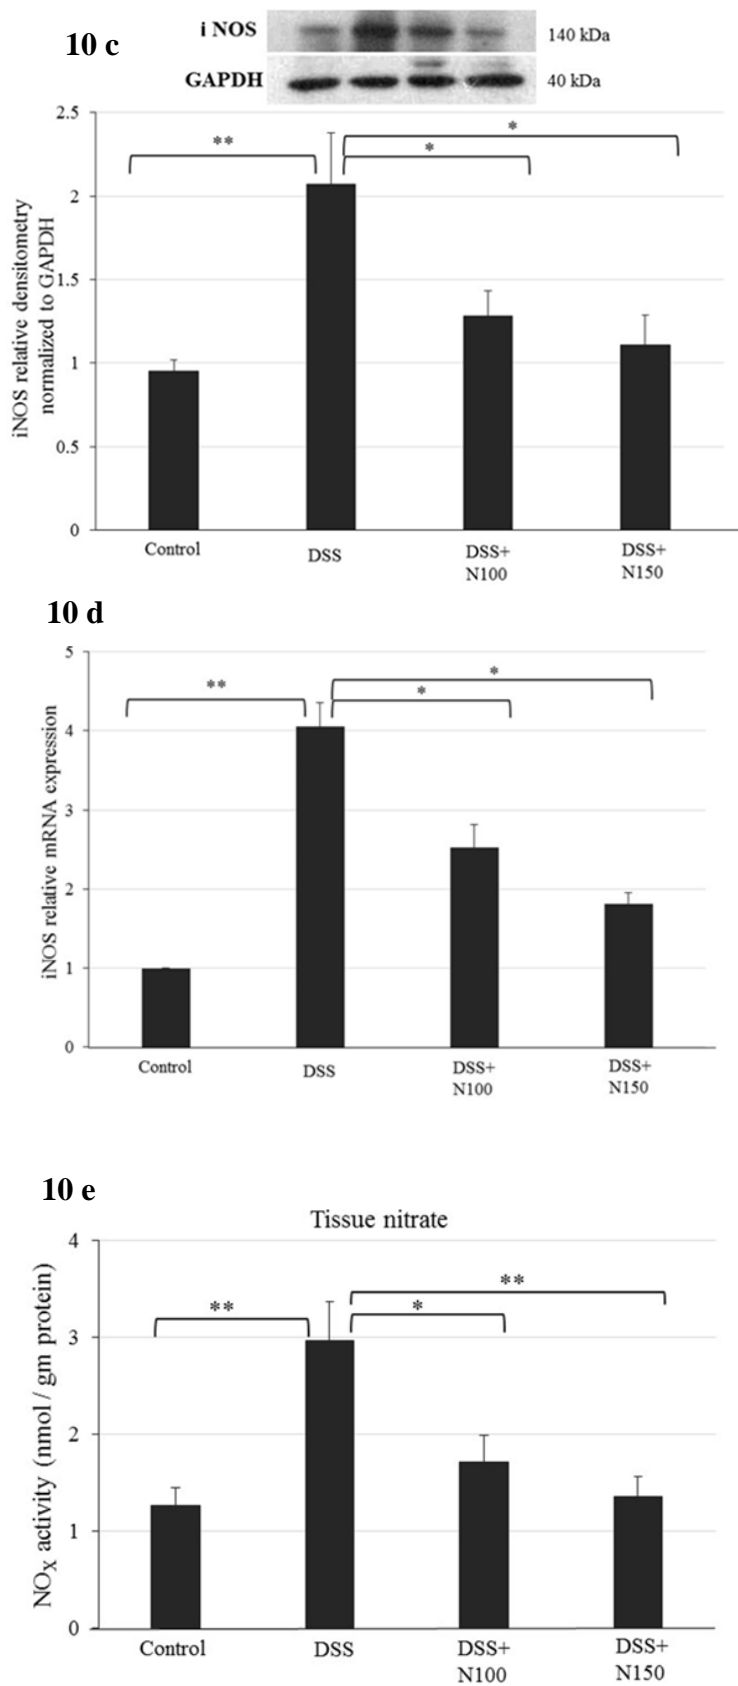 10 c
i NOS
140 kDa
GAPDH
40 kDa
iNOS relative densitometry
normalized to GAPDH
2.5
2
1.5
1
0.5
0
**
*
*
Control
DSS
DSS+
N100
DSS+
N150
10 d
iNOS relative mRNA expression
5
4
3
2
1
0
**
*
*
Control
DSS
DSS+
N100
DSS+
N150
10 e
Tissue nitrate
NOX activity (nmol / gm protein)
4
3
2
1
0
**
*
**
Control
DSS
DSS+
N100
DSS+
N150